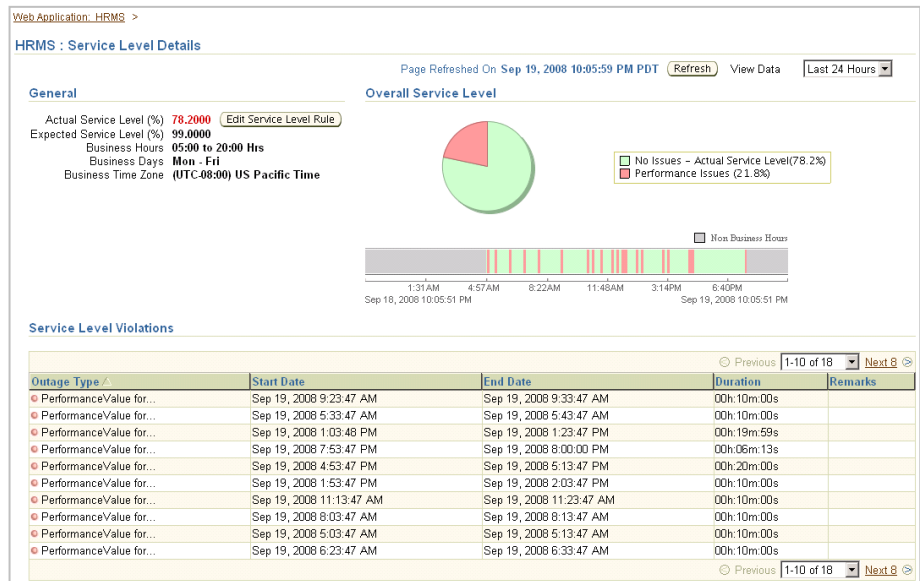 Web Application: HRMS >
HRMS : Service Level Details
Page Refreshed On Sep 19, 2008 10:05:59 PM PDT Refresh View Data Last 24 Hours
General
Actual Service Level (%) 78.2000 Edit Service Level Rule
Expected Service Level (%) 99.0000
Business Hours 05:00 to 20:00 Hrs
Business Days Mon - Fri
Business Time Zone (UTC-08:00) US Pacific Time
Overall Service Level
No Issues - Actual Service Level(78.2%)
Performance Issues (21.8%)
Non Business Hours
1:31AM 4:57AM 8:22AM 11:48AM 3:14PM 6:40PM
Sep 18, 2008 10:05:51 PM Sep 19, 2008 10:05:51 PM
Service Level Violations
Previous 1-10 of 18 Next 8
Outage Type Start Date End Date Duration Remarks
PerformanceValue for... Sep 19, 2008 9:23:47 AM Sep 19, 2008 9:33:47 AM 00h:10m:00s
PerformanceValue for... Sep 19, 2008 5:33:47 AM Sep 19, 2008 5:43:47 AM 00h:10m:00s
PerformanceValue for... Sep 19, 2008 1:03:48 PM Sep 19, 2008 1:23:47 PM 00h:19m:59s
PerformanceValue for... Sep 19, 2008 7:53:47 PM Sep 19, 2008 8:00:00 PM 00h:06m:13s
PerformanceValue for... Sep 19, 2008 4:53:47 PM Sep 19, 2008 5:13:47 PM 00h:20m:00s
PerformanceValue for... Sep 19, 2008 1:53:47 PM Sep 19, 2008 2:03:47 PM 00h:10m:00s
PerformanceValue for... Sep 19, 2008 11:13:47 AM Sep 19, 2008 11:23:47 AM 00h:10m:00s
PerformanceValue for... Sep 19, 2008 8:03:47 AM Sep 19, 2008 8:13:47 AM 00h:10m:00s
PerformanceValue for... Sep 19, 2008 5:03:47 AM Sep 19, 2008 5:13:47 AM 00h:10m:00s
PerformanceValue for... Sep 19, 2008 6:23:47 AM Sep 19, 2008 6:33:47 AM 00h:10m:00s
Previous 1-10 of 18 Next 8